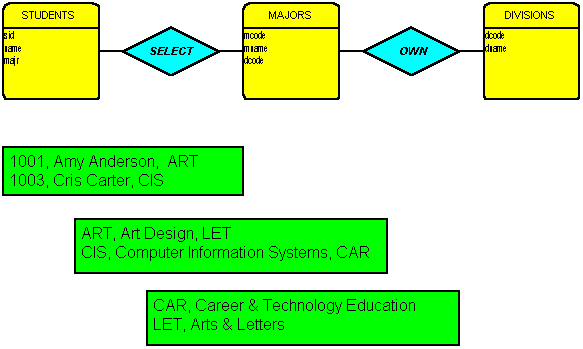 STUDENTS
sid
name
majr
SELECT
MAJORS
mcode
mname
dcode
OWN
DIVISIONS
dcode
dname
1001, Amy Anderson, ART
1003, Cris Carter, CIS
ART, Art Design, LET
CIS, Computer Information Systems, CAR
CAR, Career & Technology Education
LET, Arts & Letters